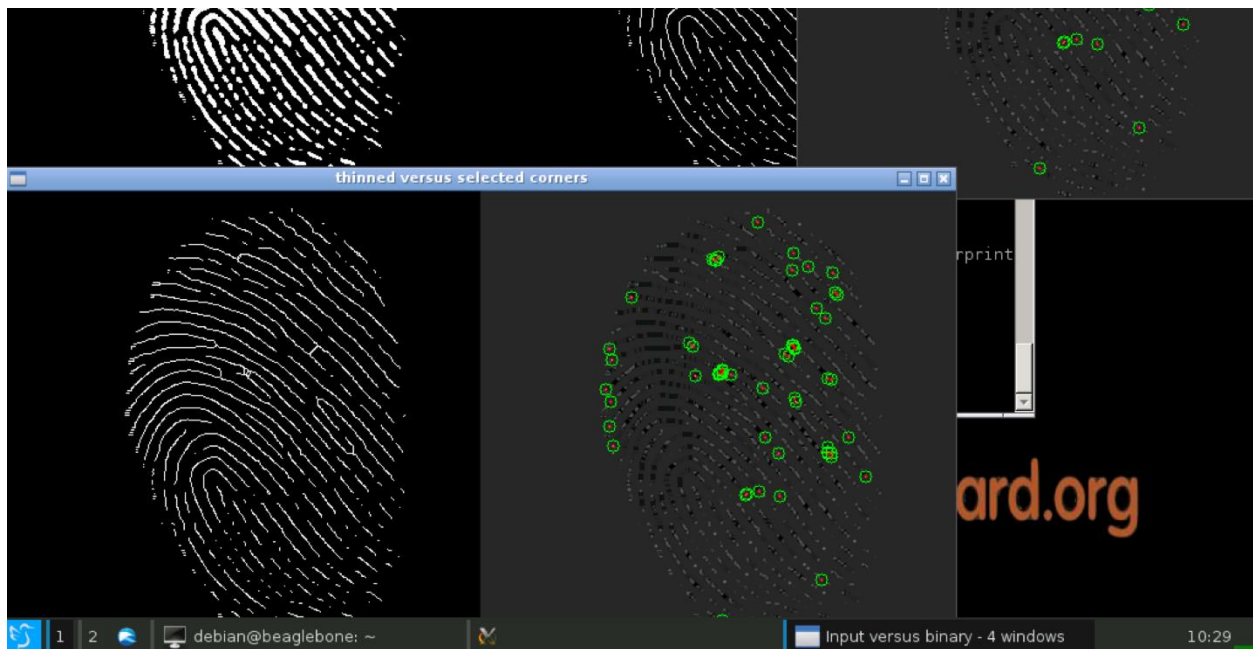 thinned versus selected corners
rprint
ard.org
1 2 debian@beaglebone: ~ Input versus binary - 4 windows 10:29